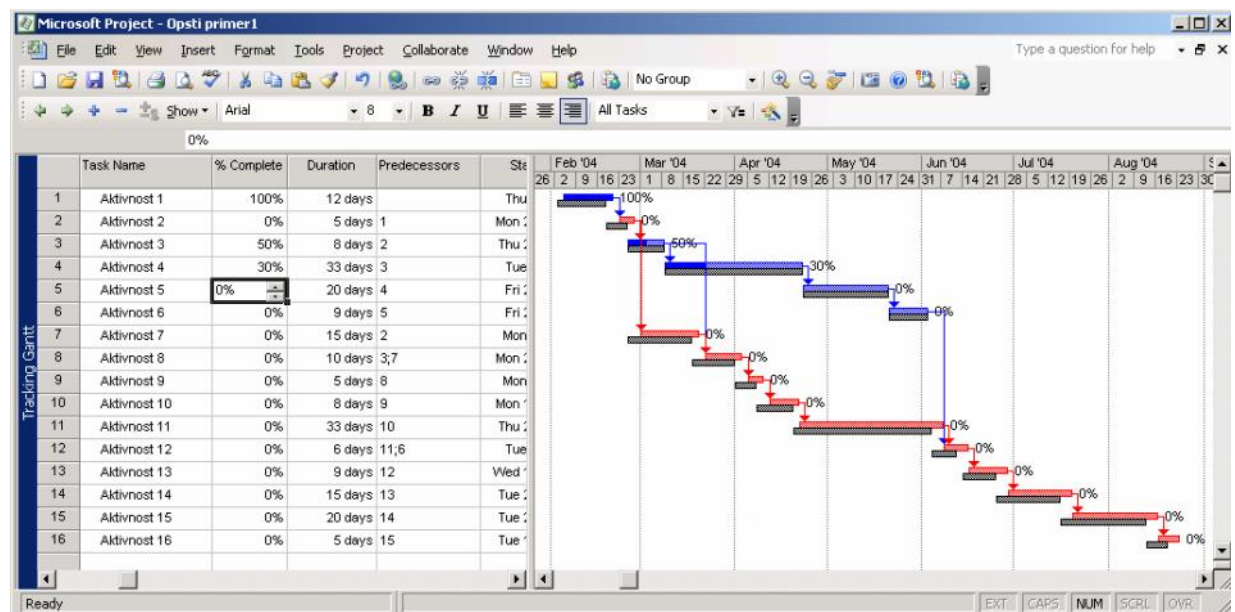 Microsoft Project - Opsti primer1
File Edit View Insert Format Tools Project Collaborate Window Help Type a question for help
No Group
Show Arial 8 B I U All Tasks
0%
Task Name % Complete Duration Predecessors Sta Feb '04 Mar '04 Apr '04 May '04 Jun '04 Jul '04 Aug '04 S
26 2 9 16 23 1 8 15 22 29 5 12 19 26 3 10 17 24 31 7 14 21 28 5 12 19 26 2 9 16 23 30
1 Aktivnost 1 100% 12 days Thu 100%
2 Aktivnost 2 0% 5 days 1 Mon 2 0%
3 Aktivnost 3 50% 8 days 2 Thu 2 50%
4 Aktivnost 4 30% 33 days 3 Tue 30%
5 Aktivnost 5 0% 20 days 4 Fri 2 0%
6 Aktivnost 6 0% 9 days 5 Fri 2 0%
7 Aktivnost 7 0% 15 days 2 Mon 0%
8 Aktivnost 8 0% 10 days 3;7 Mon 2 0%
9 Aktivnost 9 0% 5 days 8 Mon 0%
10 Aktivnost 10 0% 8 days 9 Mon 1 0%
11 Aktivnost 11 0% 33 days 10 Thu 2 0%
12 Aktivnost 12 0% 6 days 11;6 Tue 0%
13 Aktivnost 13 0% 9 days 12 Wed 1 0%
14 Aktivnost 14 0% 15 days 13 Tue 2 0%
15 Aktivnost 15 0% 20 days 14 Tue 2 0%
16 Aktivnost 16 0% 5 days 15 Tue 1 0%
Tracking Gantt
Ready EXT CAPS NUM SCRL OVR